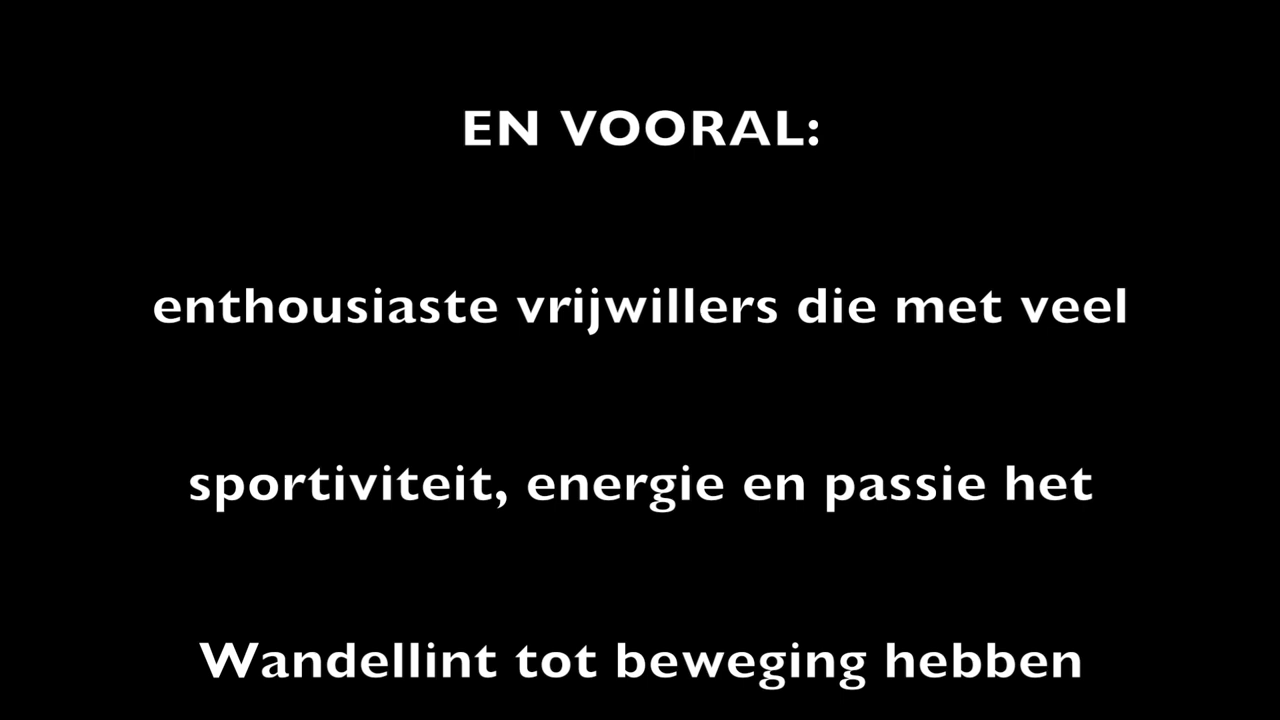 EN VOORAL:
enthousiaste vrijwillers die met veel
sportiviteit, energie en passie het
Wandellint tot beweging hebben